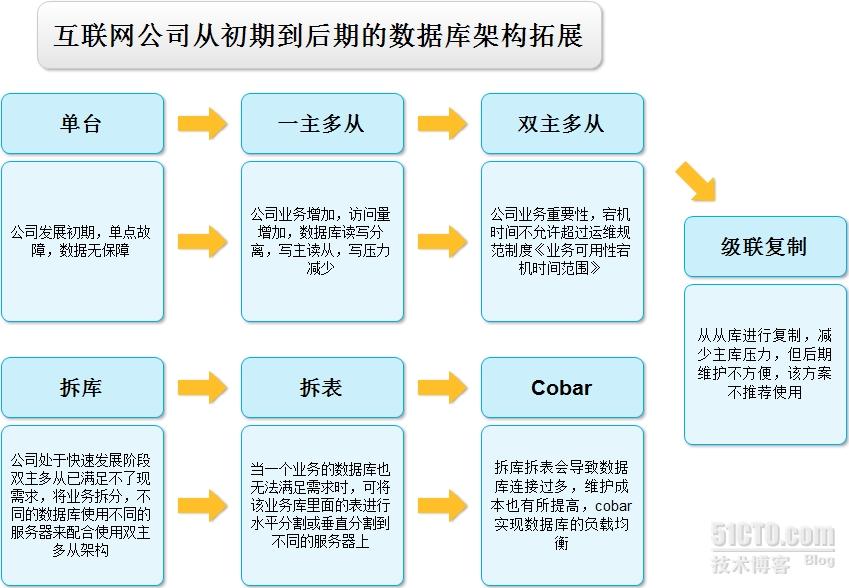 互联网公司从初期到后期的数据库架构拓展
单台
一主多从
双主多从
公司发展初期，单点故
障，数据无保障
公司业务增加，访问量
增加，数据库读写分
离，写主读从，写压力
减少
公司业务重要性，宕机
时间不允许超过运维规
范制度《业务可用性宕
机时间范围》
级联复制
从从库进行复制，减
少主库压力，但后期
维护不方便，该方案
不推荐使用
拆库
拆表
Cobar
公司处于快速发展阶段
双主多从已满足不了现
需求，将业务拆分，不
同的数据库使用不同的
服务器来配合使用双主
多从架构
当一个业务的数据库也
无法满足需求时，可将
该业务库里面的表进行
水平分割或垂直分割到
不同的服务器上
拆库拆表会导致数据
库连接过多，维护成
本也有所提高，cobar
实现数据库的负载均
衡
51CTO.com
技术博客 Blog